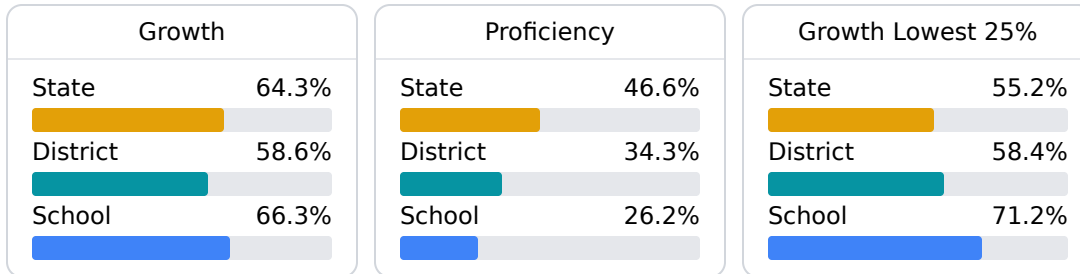 Growth
State 64.3%
District 58.6%
School 66.3%
Proficiency
State 46.6%
District 34.3%
School 26.2%
Growth Lowest 25%
State 55.2%
District 58.4%
School 71.2%